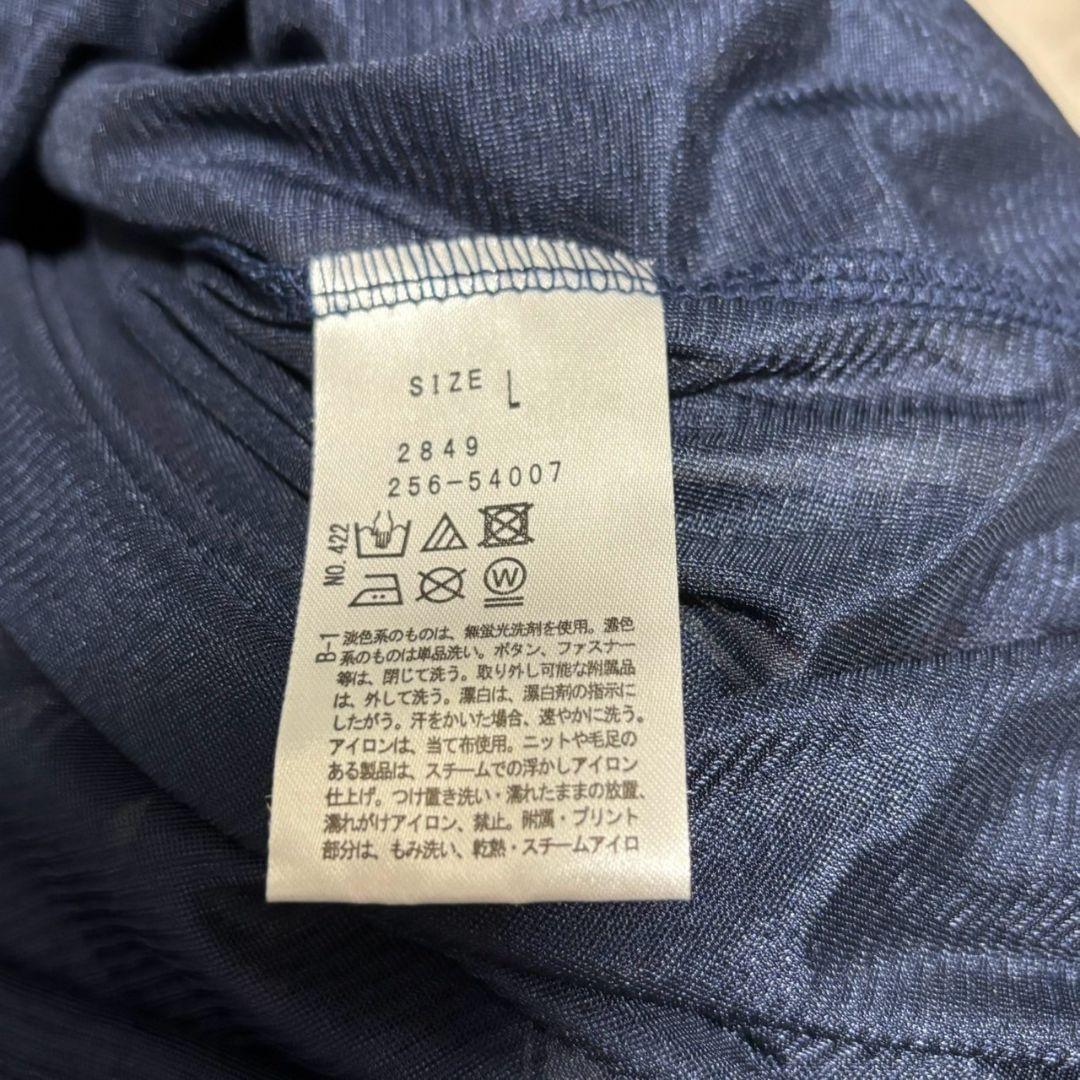 SIZE L
2849
256-54007
NO.422
W
B-1
淡色系のものは、無蛍光洗剤を使用。濃色
系のものは単品洗い。ボタン、ファスナー
等は、閉じて洗う。取り外し可能な附属品
は、外して洗う。漂白は、漂白剤の指示に
したがう。汗をかいた場合、速やかに洗う。
アイロンは、当て布使用。ニットや毛足の
ある製品は、スチームでの浮かしアイロン
仕上げ。つけ置き洗い・濡れたままの放置、
濡れがけアイロン、禁止。附属・プリント
部分は、もみ洗い、乾熱・スチームアイロ